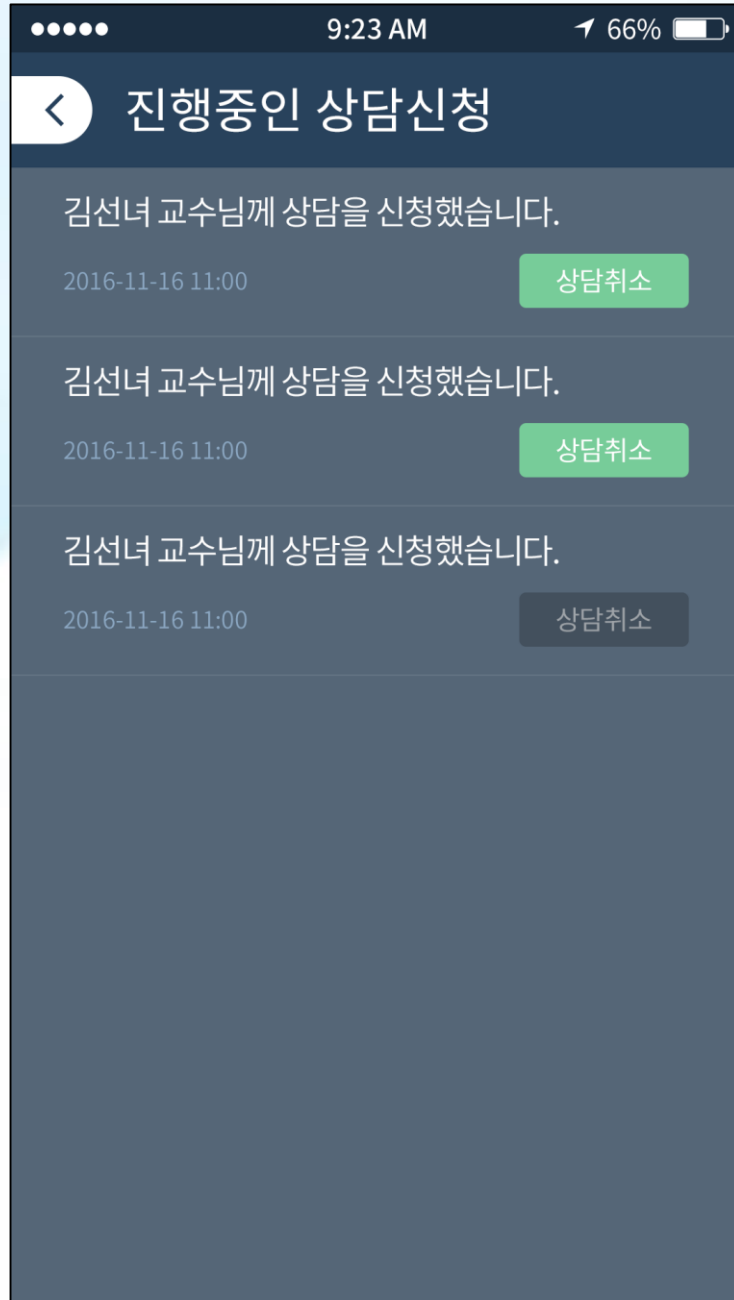 9:23 AM 66%
진행중인 상담신청
김선녀 교수님께 상담을 신청했습니다.
2016-11-16 11:00 상담취소
김선녀 교수님께 상담을 신청했습니다.
2016-11-16 11:00 상담취소
김선녀 교수님께 상담을 신청했습니다.
2016-11-16 11:00 상담취소